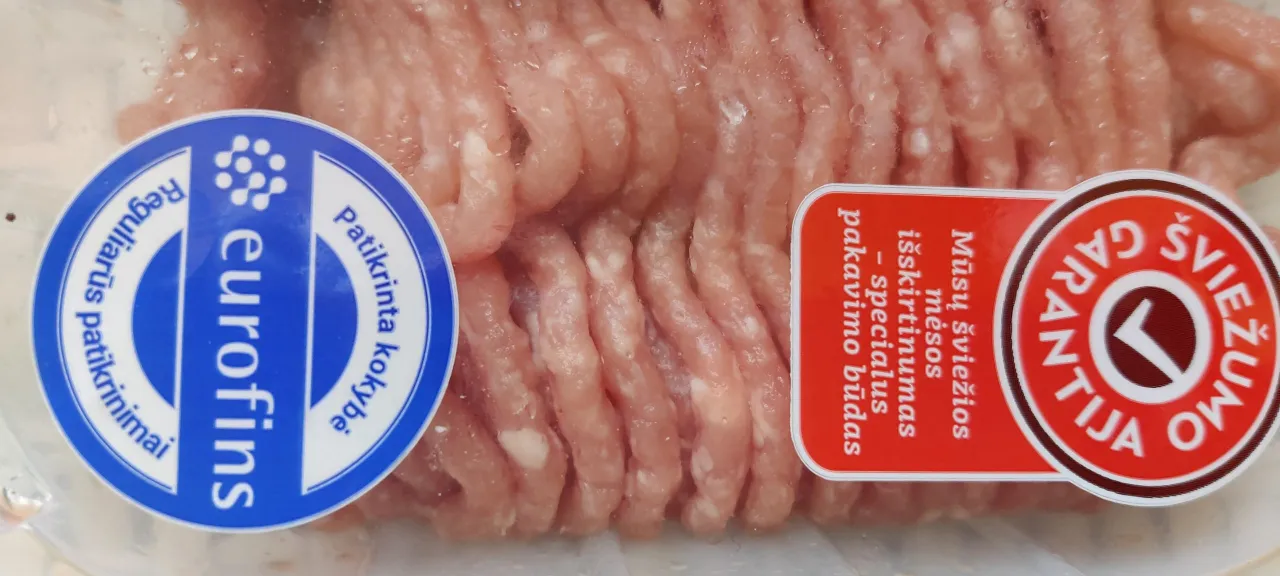 Patikrinta kokybė
eurofins
Reguliarūs patikrinimai
ŠVIEŽUMO
GARANTIJA
Mūsų šviežios
mėsos
išskirtinumas
– specialus
pakavimo būdas